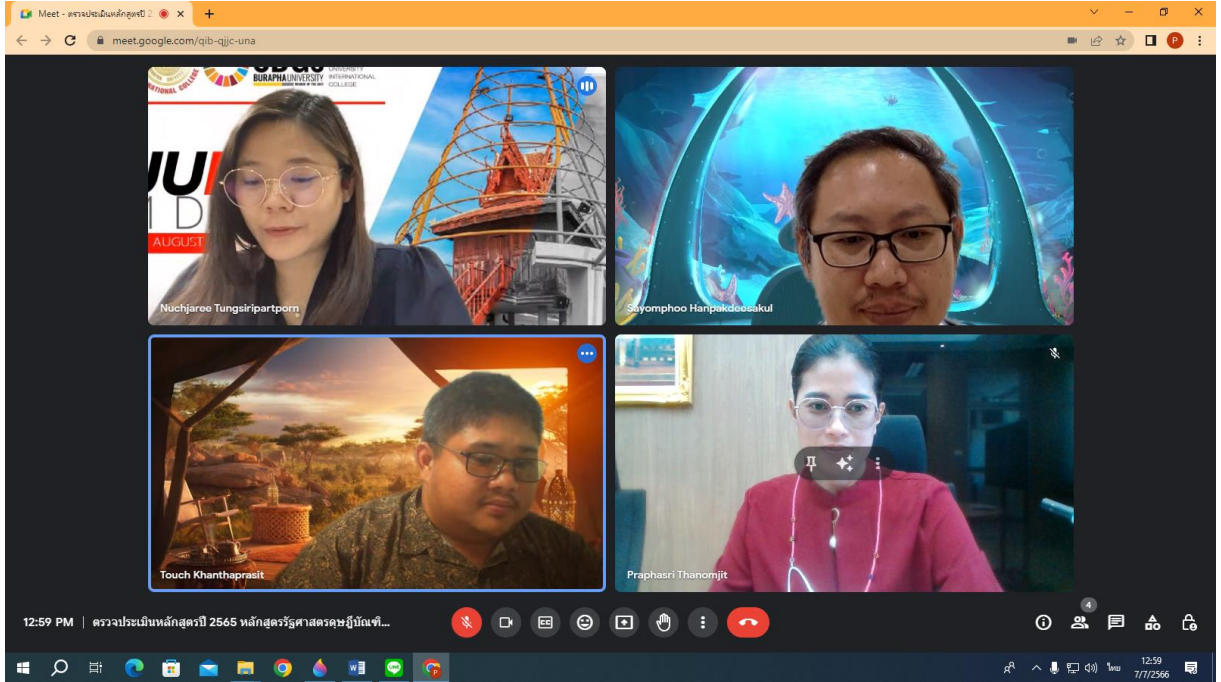 Meet - ตรวจประเมินหลักสูตรปี 2
meet.google.com/qib-qjjc-una
P
BURAPHA UNIVERSITY
UNIVERSITY
INTERNATIONAL
COLLEGE
AUGUST
Nuchjaree Tungsiripartporn
Sayomphoo Hanpakdeesakul
Touch Khanthaprasit
Praphasri Thanomjit
12:59 PM | ตรวจประเมินหลักสูตรปี 2565 หลักสูตรรัฐศาสตรดุษฎีบัณฑิ...
4
12:59
ไทย
7/7/2566